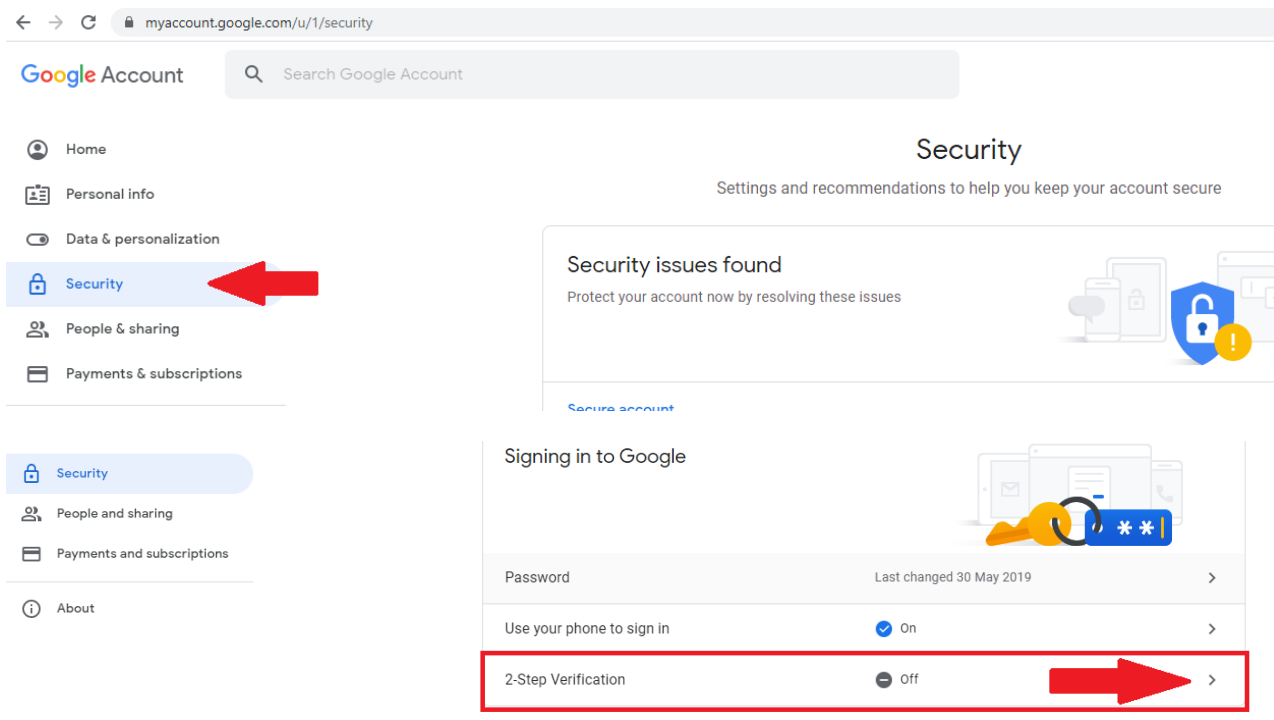 myaccount.google.com/u/1/security
Google Account
Search Google Account
Home
Personal info
Data & personalization
Security
People & sharing
Payments & subscriptions
Security
Settings and recommendations to help you keep your account secure
Security issues found
Protect your account now by resolving these issues
Secure account
Security
People and sharing
Payments and subscriptions
About
Signing in to Google
Password Last changed 30 May 2019
Use your phone to sign in On
2-Step Verification Off